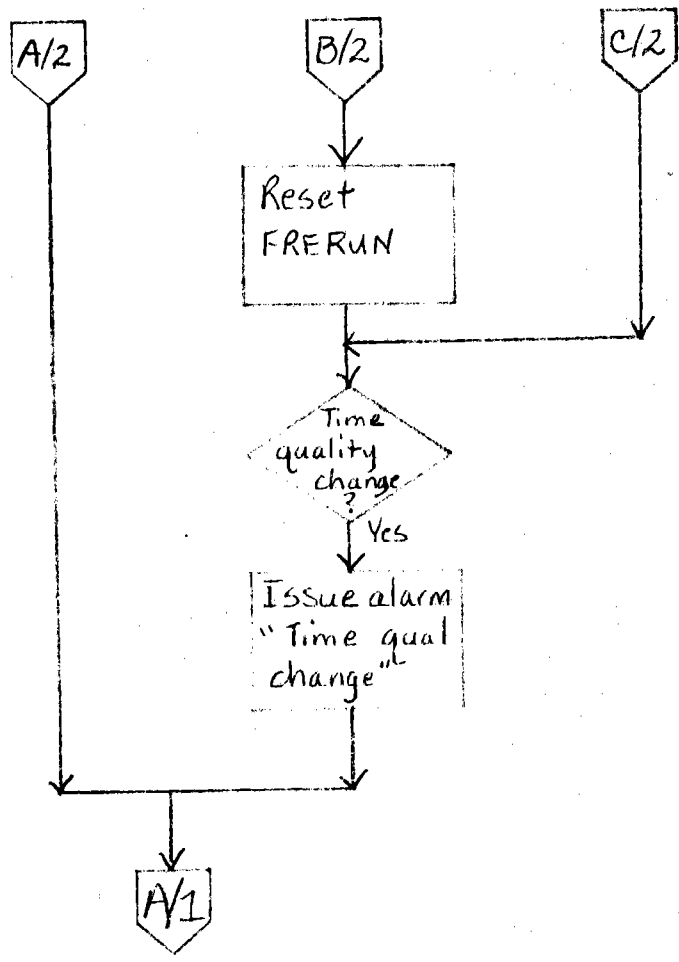 A/2
B/2
C/2
Reset
FRERUN
Time
quality
change
?
Yes
Issue alarm
"Time qual
change"
A/1